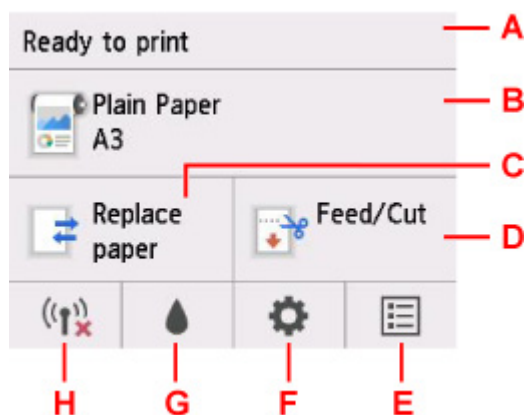 Ready to print
A
Plain Paper
A3
B
C
Replace
paper
Feed/Cut
D
H
G
F
E